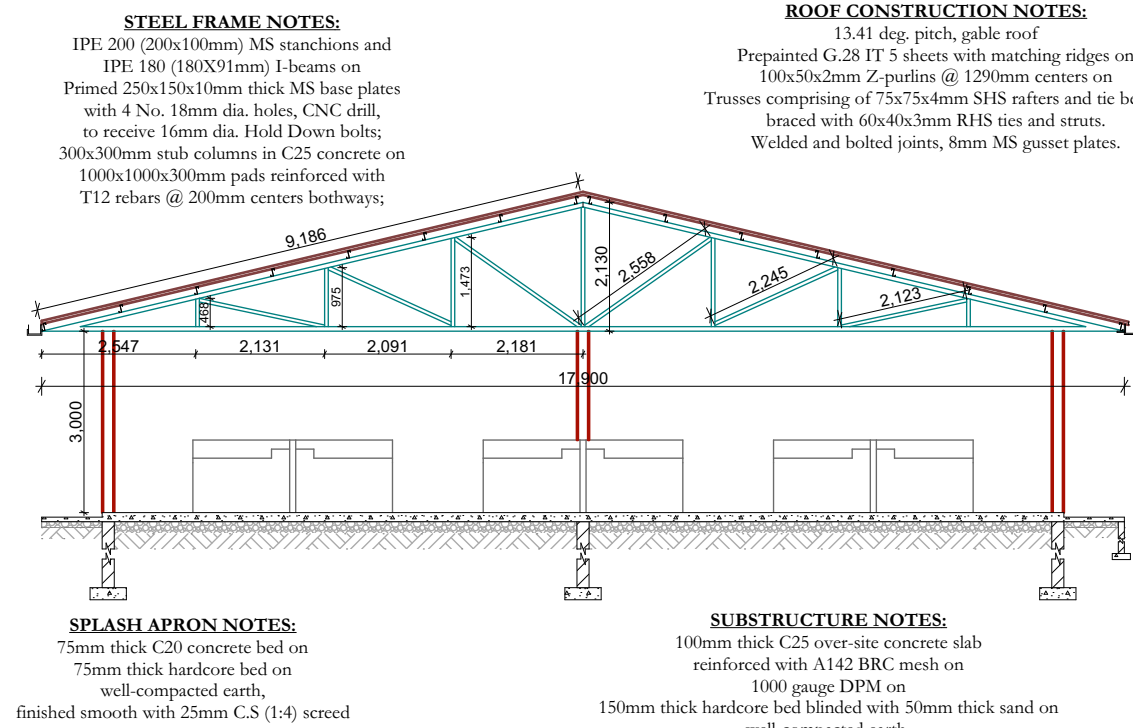 STEEL FRAME NOTES:
IPE 200 (200x100mm) MS stanchions and
IPE 180 (180X91mm) I-beams on
Primed 250x150x10mm thick MS base plates
with 4 No. 18mm dia. holes, CNC drill,
to receive 16mm dia. Hold Down bolts;
300x300mm stub columns in C25 concrete on
1000x1000x300mm pads reinforced with
T12 rebars @ 200mm centers bothways;
ROOF CONSTRUCTION NOTES:
13.41 deg. pitch, gable roof
Prepainted G.28 IT 5 sheets with matching ridges on
100x50x2mm Z-purlins @ 1290mm centers on
Trusses comprising of 75x75x4mm SHS rafters and tie
braced with 60x40x3mm RHS ties and struts.
Welded and bolted joints, 8mm MS gusset plates.
9,186
468
975
1,473
2,130
2,558
2,245
2,123
2,547
2,131
2,091
2,181
17,900
3,000
SPLASH APRON NOTES:
75mm thick C20 concrete bed on
75mm thick hardcore bed on
well-compacted earth,
finished smooth with 25mm C.S (1:4) screed
SUBSTRUCTURE NOTES:
100mm thick C25 over-site concrete slab
reinforced with A142 BRC mesh on
1000 gauge DPM on
150mm thick hardcore bed blinded with 50mm thick sand on
well-compacted earth